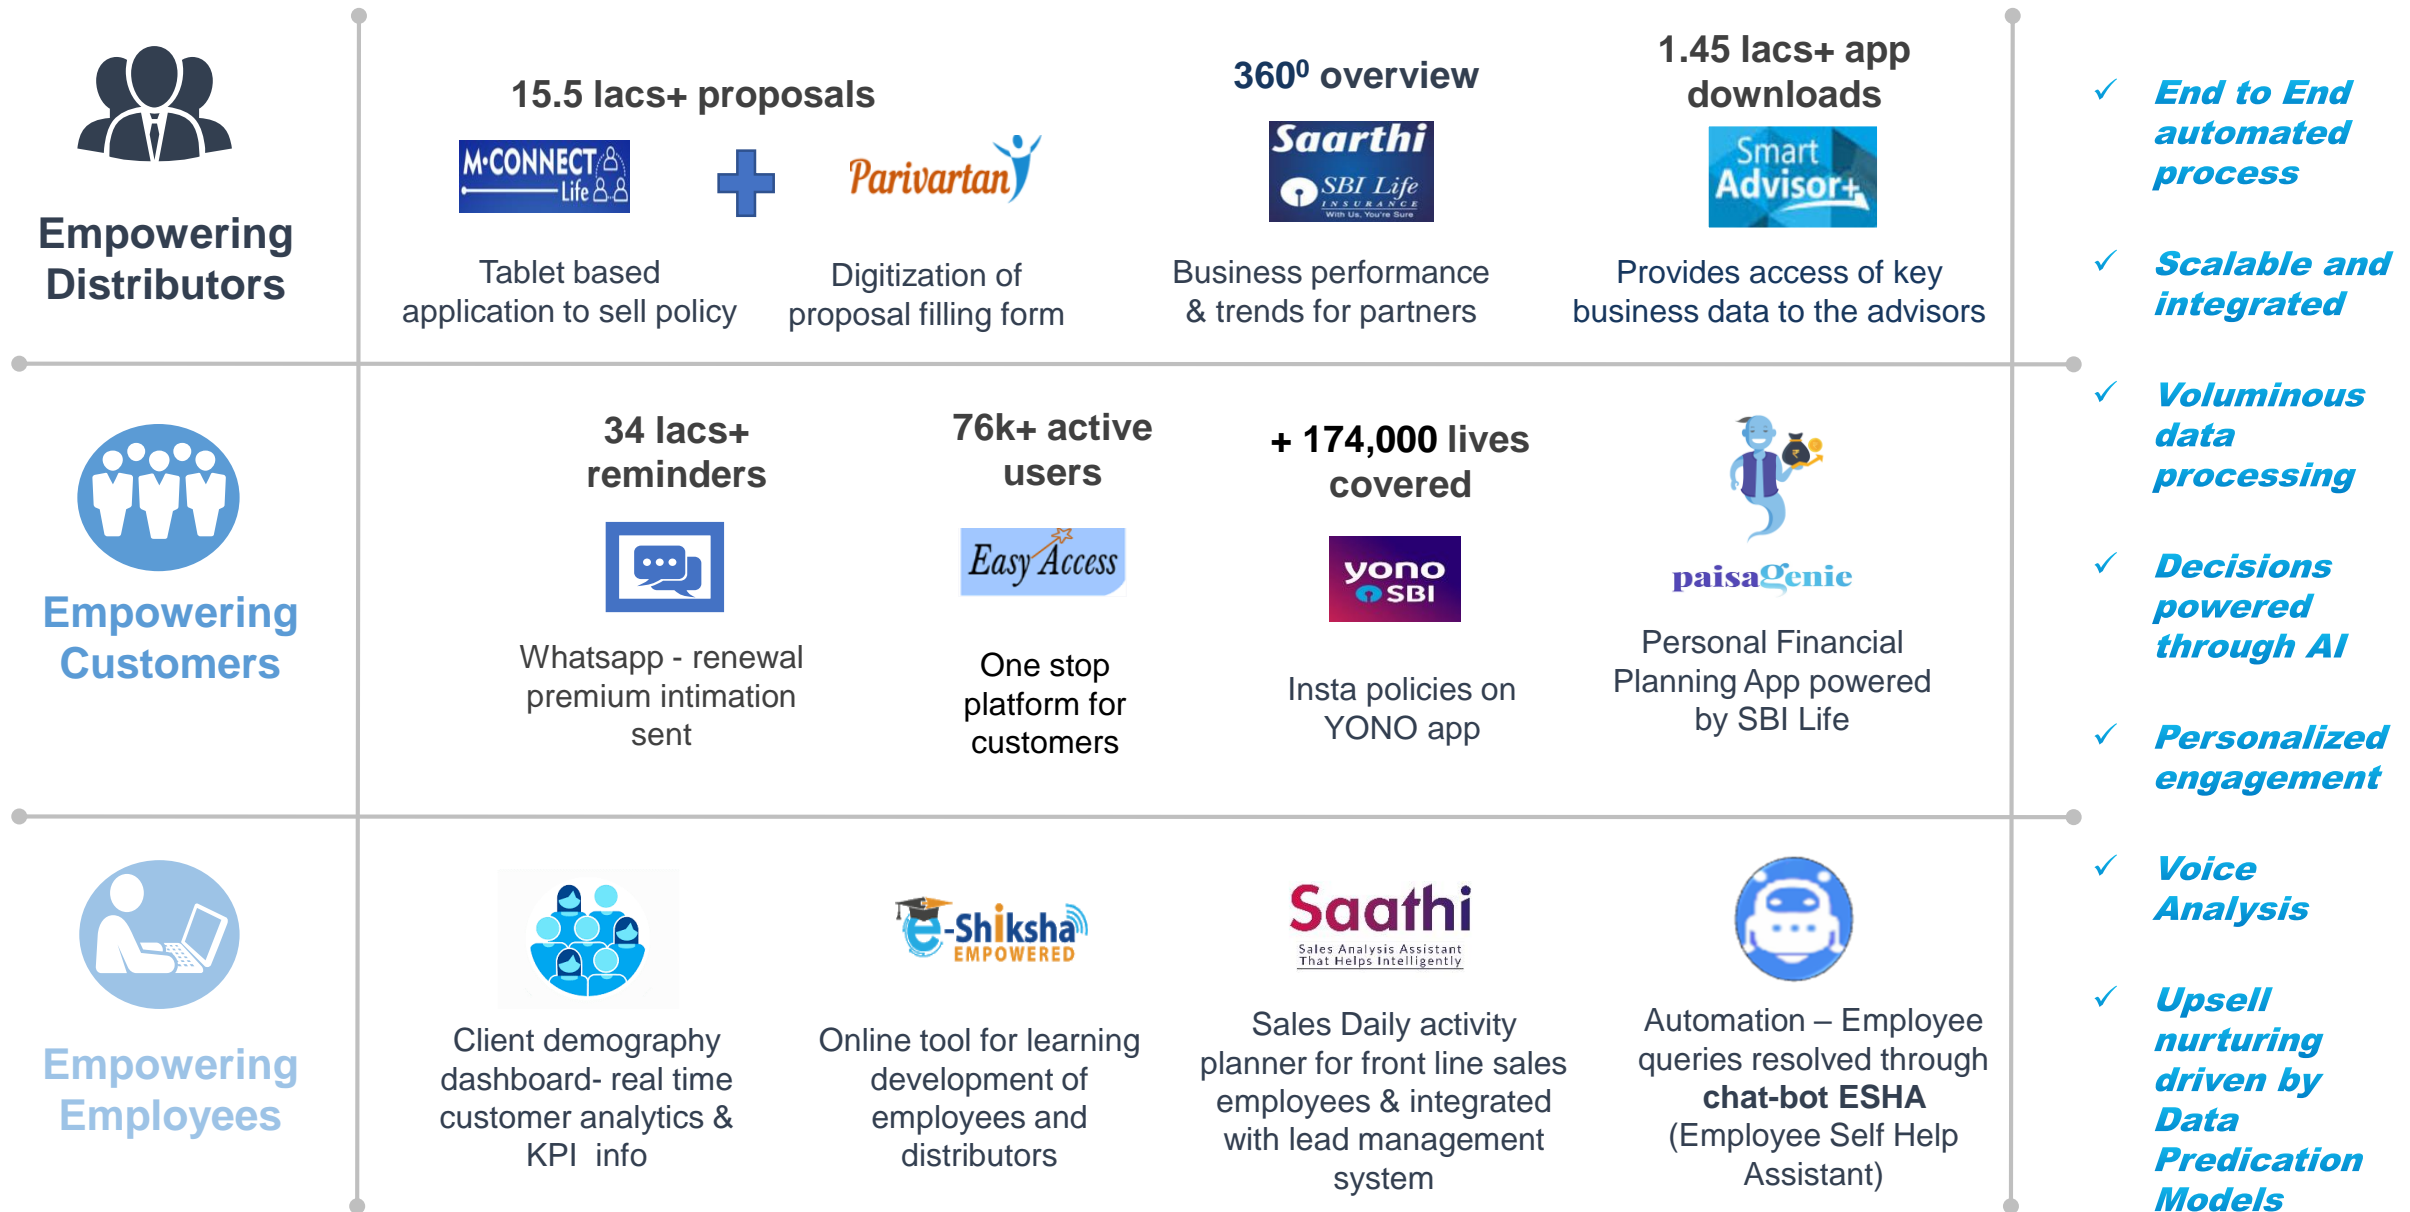 Empowering
Distributors
15.5 lacs+ proposals
M-CONNECT
Life
Parivartan
Tablet based
application to sell policy
Digitization of
proposal filling form
360⁰ overview
Saarthi
SBI Life
INSURANCE
With Us, You're Sure
Business performance
& trends for partners
1.45 lacs+ app
downloads
Smart
Advisor+
Provides access of key
business data to the advisors
Empowering
Customers
34 lacs+
reminders
Whatsapp - renewal
premium intimation
sent
76k+ active
users
Easy Access
One stop
platform for
customers
+ 174,000 lives
covered
yono
SBI
Insta policies on
YONO app
₹
paisaGenie
Personal Financial
Planning App powered
by SBI Life
Empowering
Employees
Client demography
dashboard- real time
customer analytics &
KPI info
e-Shiksha
EMPOWERED
Online tool for learning
development of
employees and
distributors
Saathi
Sales Analysis Assistant
That Helps Intelligently
Sales Daily activity
planner for front line sales
employees & integrated
with lead management
system
Automation – Employee
queries resolved through
chat-bot ESHA
(Employee Self Help
Assistant)
✓ End to End
automated
process
✓ Scalable and
integrated
✓ Voluminous
data
processing
✓ Decisions
powered
through AI
✓ Personalized
engagement
✓ Voice
Analysis
✓ Upsell
nurturing
driven by
Data
Predication
Models